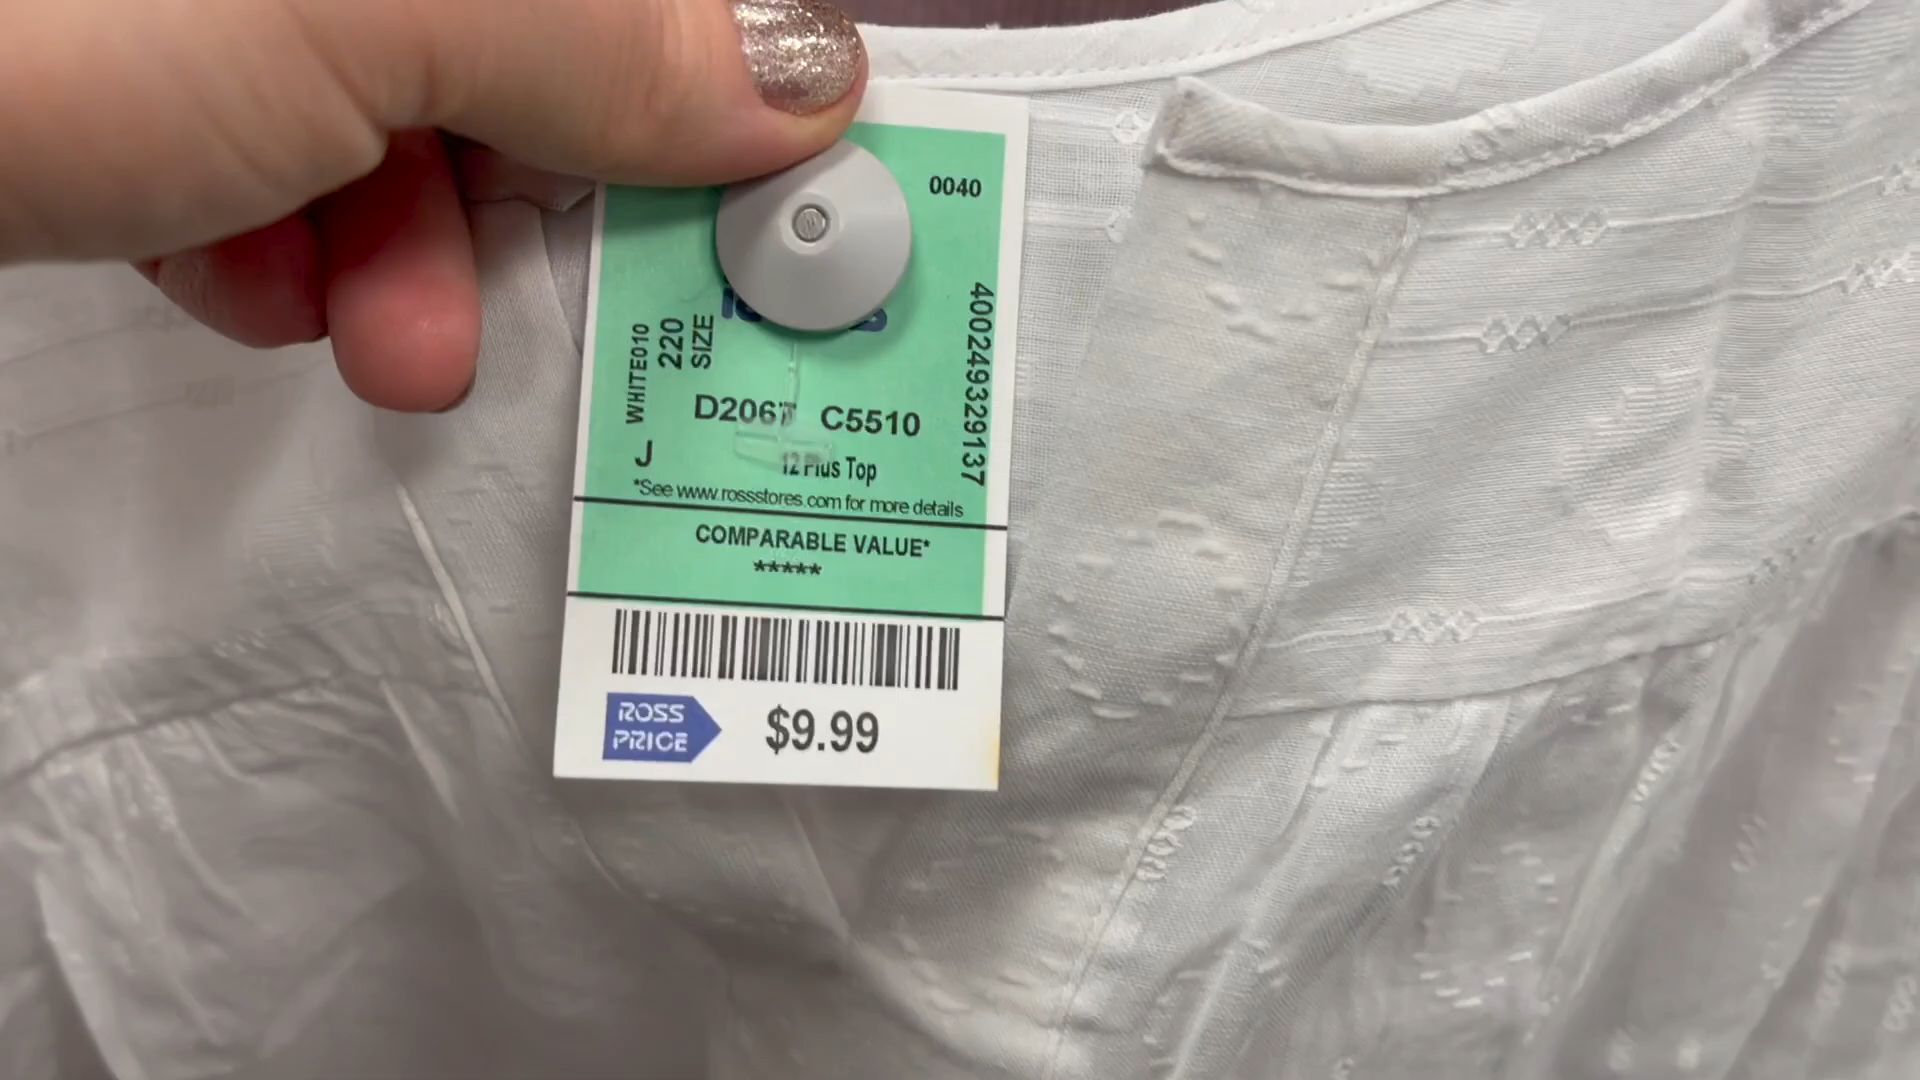 0040
400249329137
WHITE010
220
SIZE
D2067 C5510
J
12 Plus Top
*See www.rossstores.com for more details
COMPARABLE VALUE*
*****
ROSS
PRICE
$9.99